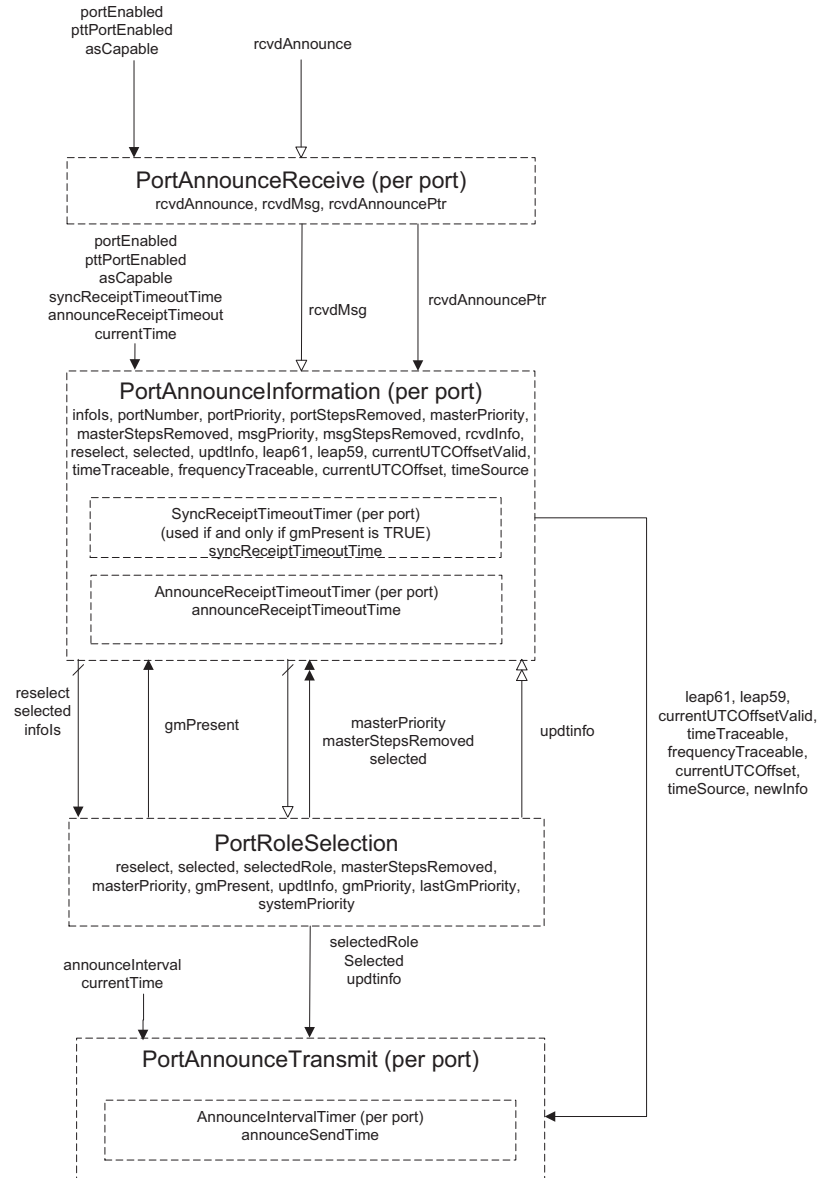 portEnabled
pttPortEnabled
asCapable
rcvdAnnounce
PortAnnounceReceive (per port)
rcvdAnnounce, rcvdMsg, rcvdAnnouncePtr
portEnabled
pttPortEnabled
asCapable
syncReceiptTimeoutTime
announceReceiptTimeout
currentTime
rcvdMsg
rcvdAnnouncePtr
PortAnnounceInformation (per port)
infoIs, portNumber, portPriority, portStepsRemoved, masterPriority,
masterStepsRemoved, msgPriority, msgStepsRemoved, rcvdInfo,
reselect, selected, updtInfo, leap61, leap59, currentUTCOffsetValid,
timeTraceable, frequencyTraceable, currentUTCOffset, timeSource
SyncReceiptTimeoutTimer (per port)
(used if and only if gmPresent is TRUE)
syncReceiptTimeoutTime
AnnounceReceiptTimeoutTimer (per port)
announceReceiptTimeoutTime
reselect
selected
infoIs
gmPresent
masterPriority
masterStepsRemoved
selected
updtinfo
leap61, leap59,
currentUTCOffsetValid,
timeTraceable,
frequencyTraceable,
currentUTCOffset,
timeSource, newInfo
PortRoleSelection
reselect, selected, selectedRole, masterStepsRemoved,
masterPriority, gmPresent, updtInfo, gmPriority, lastGmPriority,
systemPriority
selectedRole
Selected
updtinfo
announceInterval
currentTime
PortAnnounceTransmit (per port)
AnnounceIntervalTimer (per port)
announceSendTime